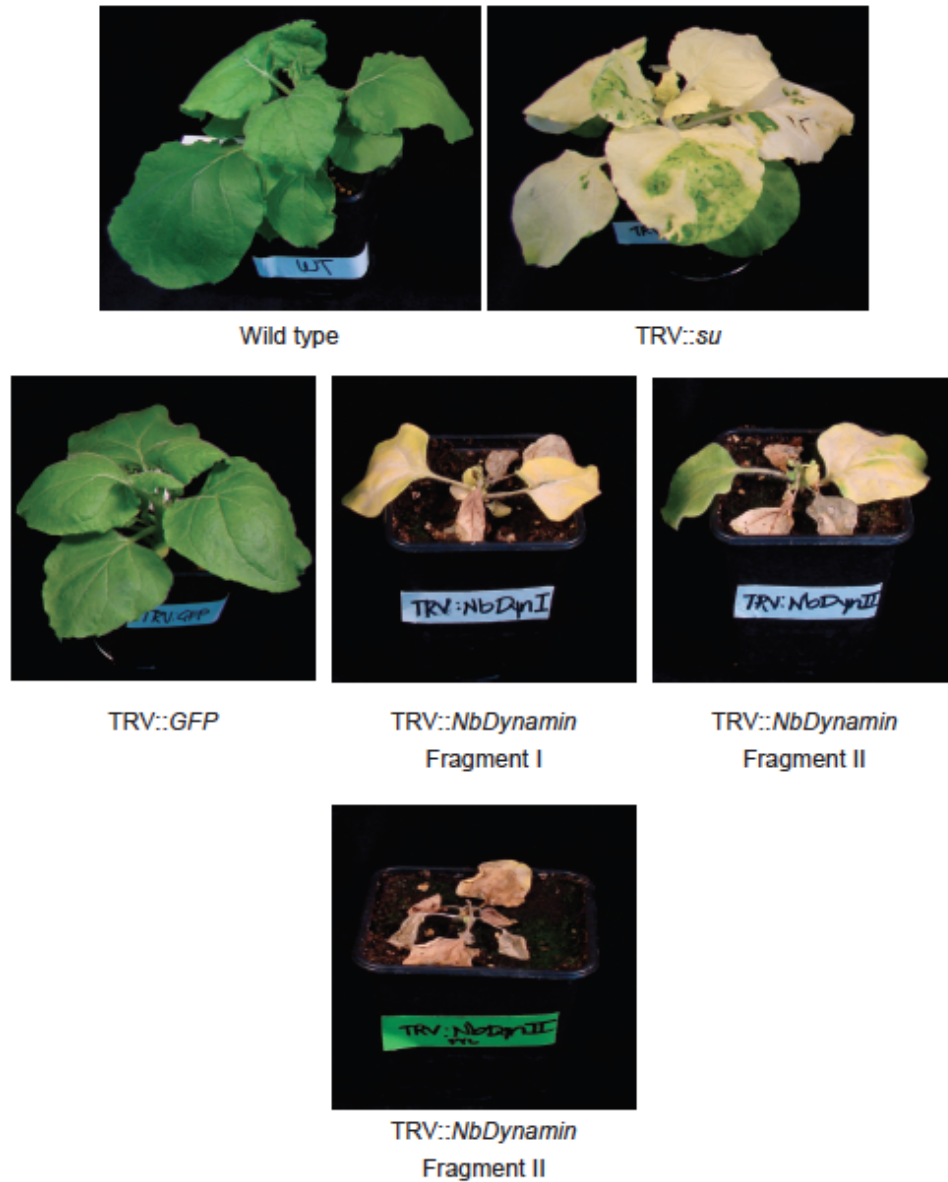 WT
TRV
Wild type
TRV::su
TRV:GFP
TRV:NbDynI
TRV:NbDynII
TRV::GFP
TRV::NbDynamin
Fragment I
TRV::NbDynamin
Fragment II
TRV:NbDynII
TRV::NbDynamin
Fragment II